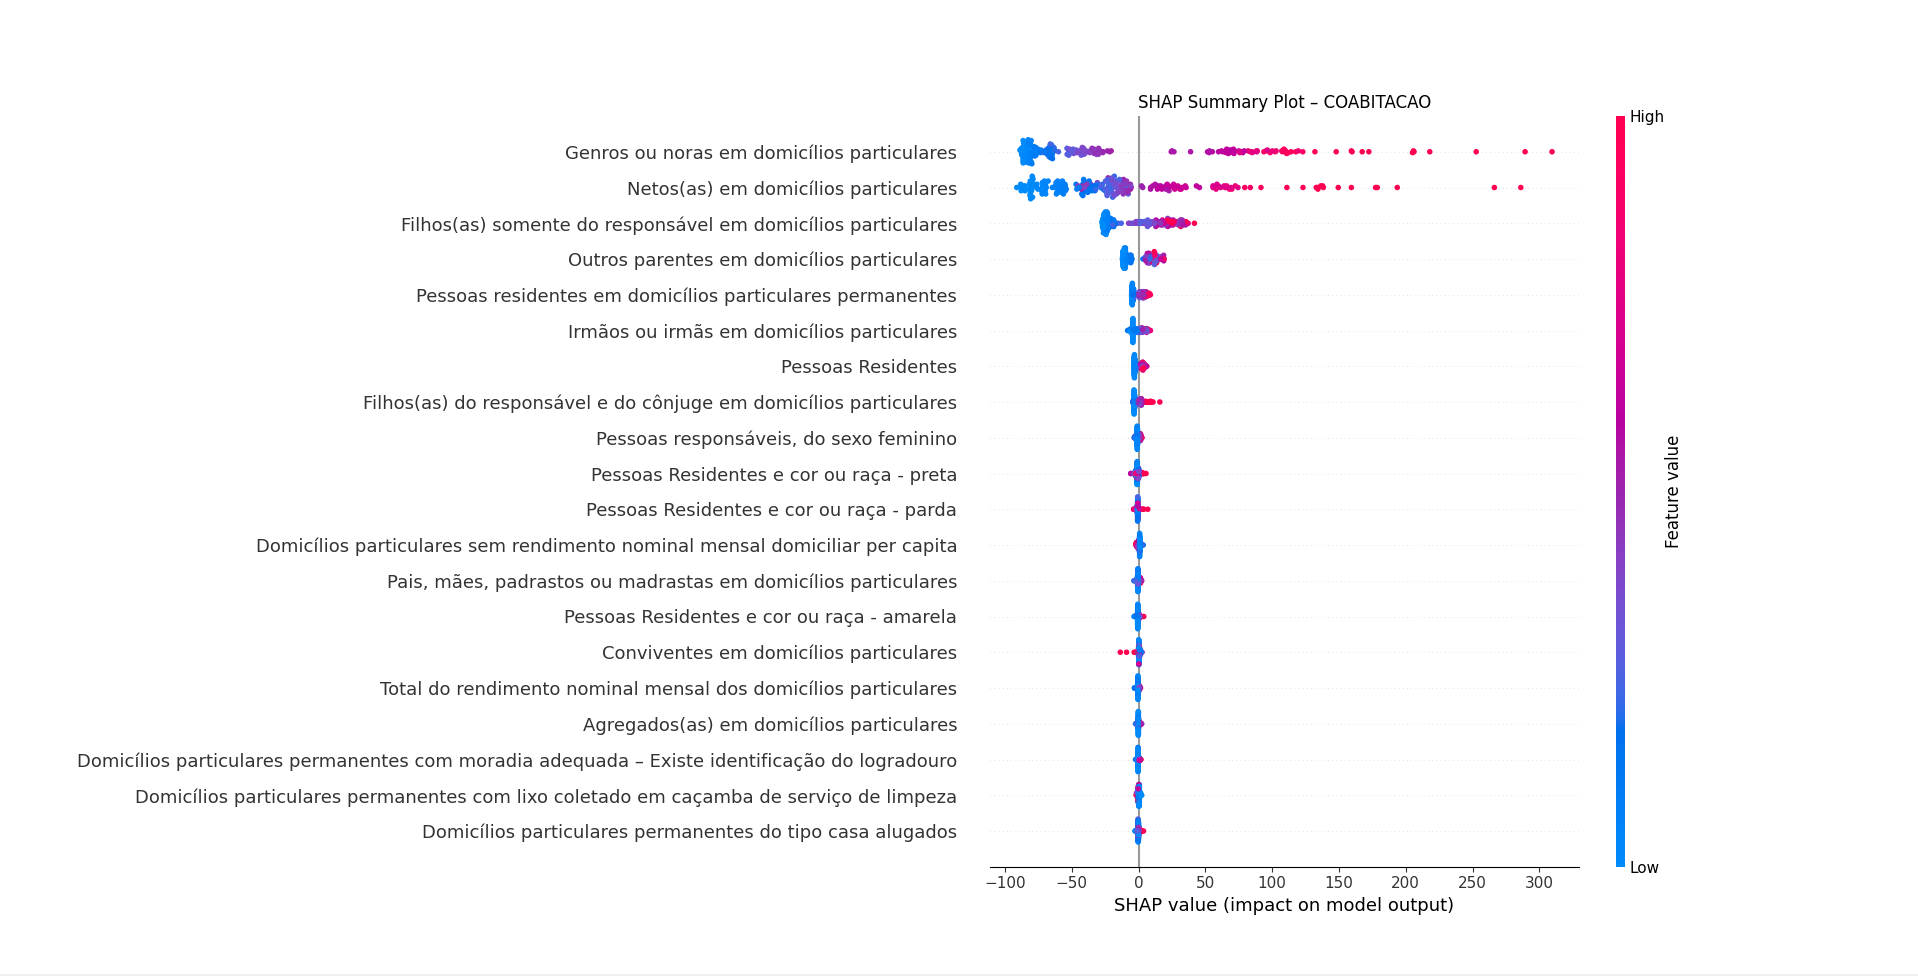 SHAP Summary Plot – COABITACAO
High
Genros ou noras em domicílios particulares
Netos(as) em domicílios particulares
Filhos(as) somente do responsável em domicílios particulares
Outros parentes em domicílios particulares
Pessoas residentes em domicílios particulares permanentes
Irmãos ou irmãs em domicílios particulares
Pessoas Residentes
Filhos(as) do responsável e do cônjuge em domicílios particulares
Pessoas responsáveis, do sexo feminino
Pessoas Residentes e cor ou raça - preta
Pessoas Residentes e cor ou raça - parda
Domicílios particulares sem rendimento nominal mensal domiciliar per capita
Pais, mães, padrastos ou madrastas em domicílios particulares
Pessoas Residentes e cor ou raça - amarela
Conviventes em domicílios particulares
Total do rendimento nominal mensal dos domicílios particulares
Agregados(as) em domicílios particulares
Domicílios particulares permanentes com moradia adequada – Existe identificação do logradouro
Domicílios particulares permanentes com lixo coletado em caçamba de serviço de limpeza
Domicílios particulares permanentes do tipo casa alugados
Feature value
Low
−100 −50 0 50 100 150 200 250 300
SHAP value (impact on model output)